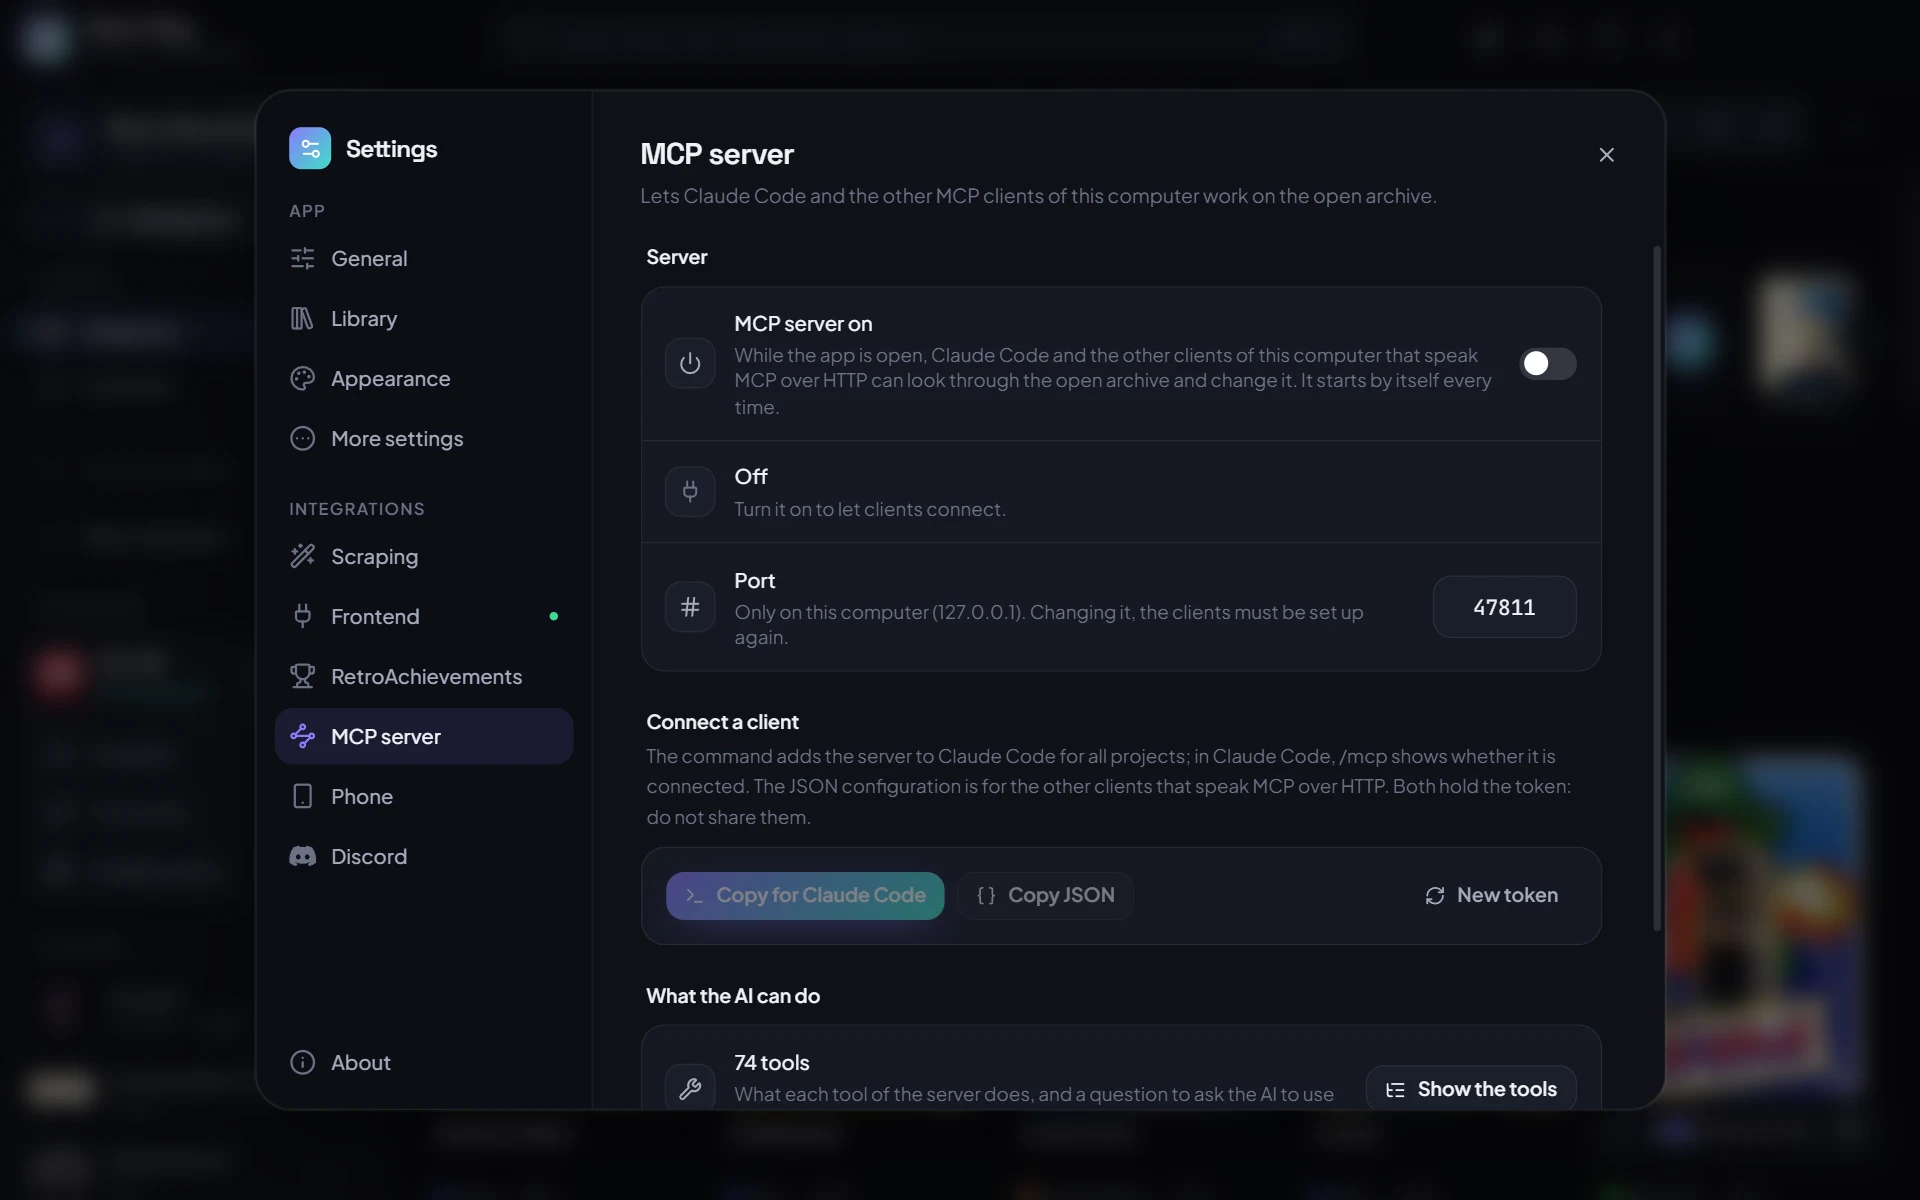 Settings
APP
General
Library
Appearance
More settings
INTEGRATIONS
Scraping
Frontend
RetroAchievements
MCP server
Phone
Discord
About
MCP server
Lets Claude Code and the other MCP clients of this computer work on the open archive.
Server
MCP server on
While the app is open, Claude Code and the other clients of this computer that speak
MCP over HTTP can look through the open archive and change it. It starts by itself every
time.
Off
Turn it on to let clients connect.
Port
Only on this computer (127.0.0.1). Changing it, the clients must be set up
again.
47811
Connect a client
The command adds the server to Claude Code for all projects; in Claude Code, /mcp shows whether it is
connected. The JSON configuration is for the other clients that speak MCP over HTTP. Both hold the token:
do not share them.
Copy for Claude Code
Copy JSON
New token
What the AI can do
74 tools
What each tool of the server does, and a question to ask the AI to use
Show the tools